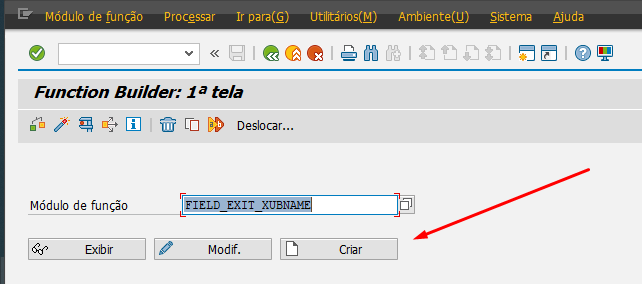 Módulo de função Processar Ir para(G) Utilitários(M) Ambiente(U) Sistema Ajuda
Function Builder: 1ª tela
Deslocar...
Módulo de função FIELD_EXIT_XUBNAME
Exibir Modif. Criar